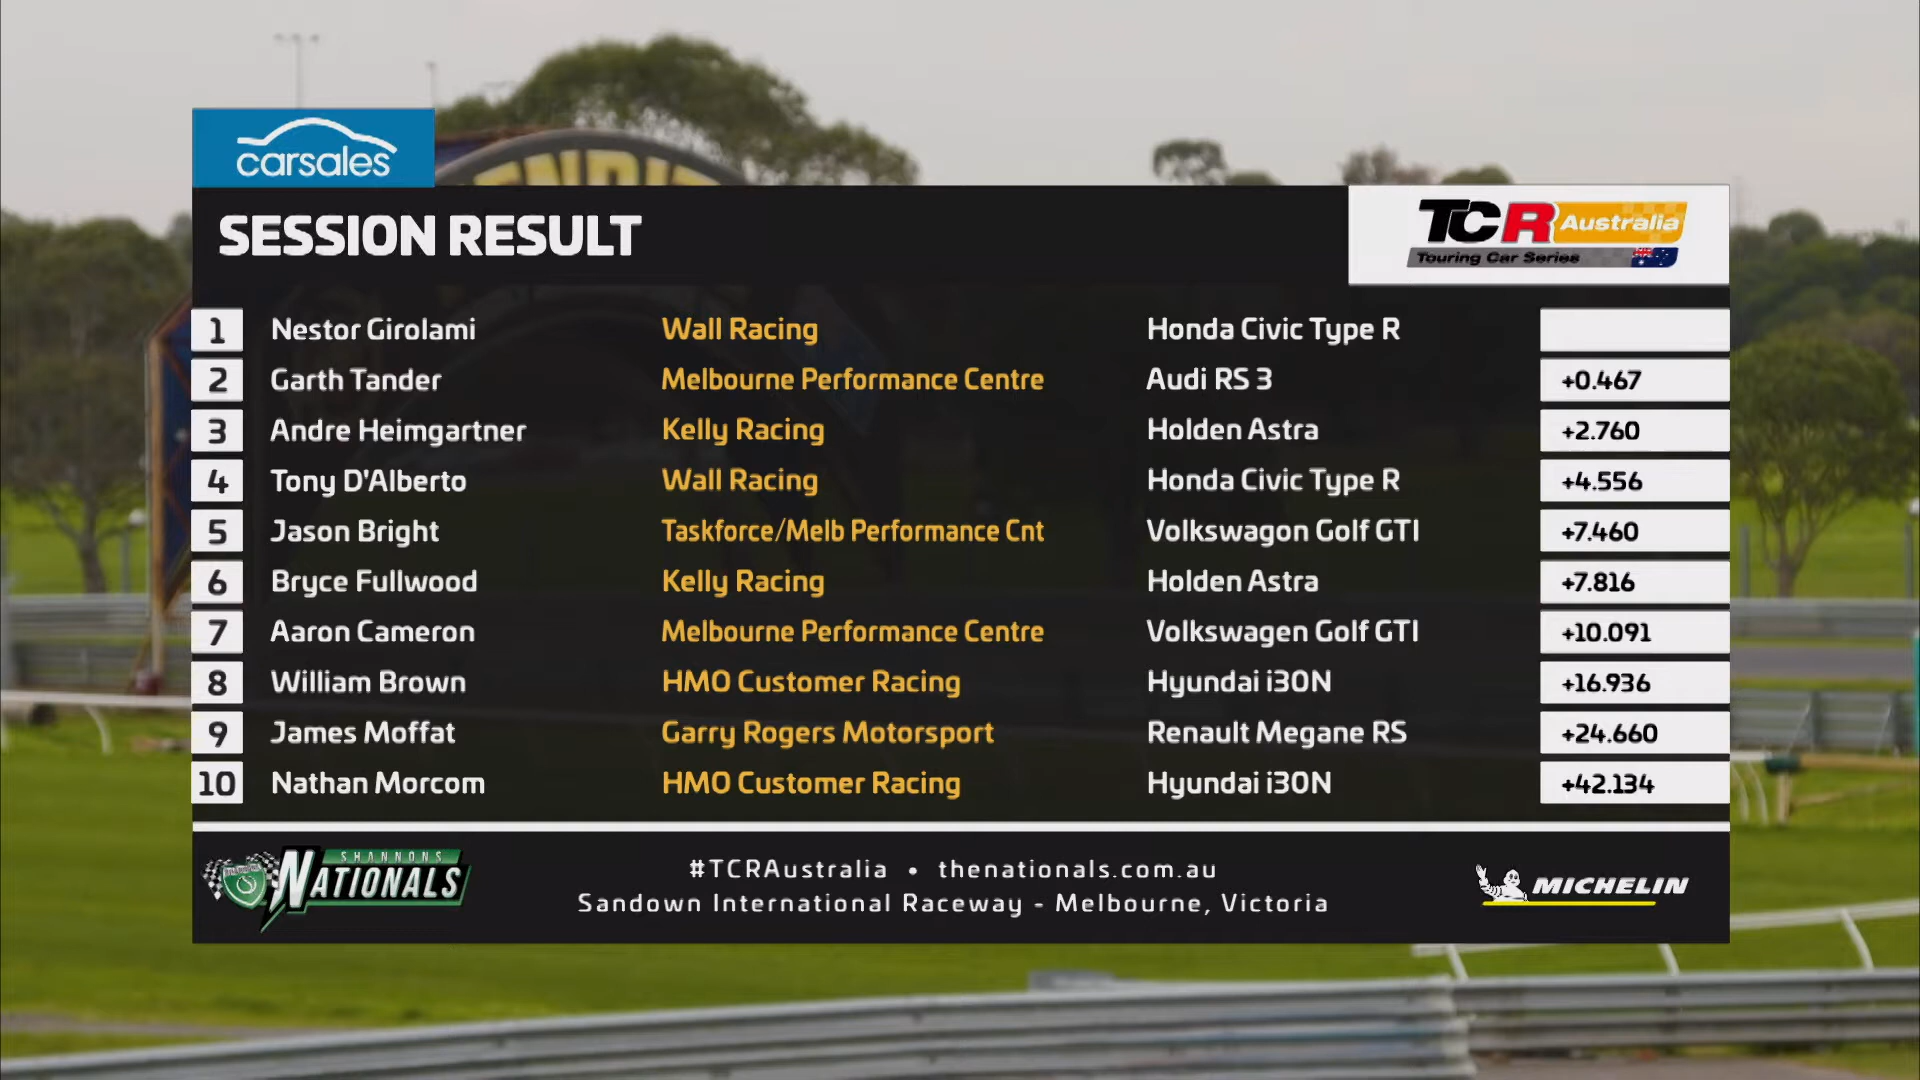 carsales
SESSION RESULT
TCR Australia
Touring Car Series
1 Nestor Girolami Wall Racing Honda Civic Type R
2 Garth Tander Melbourne Performance Centre Audi RS 3 +0.467
3 Andre Heimgartner Kelly Racing Holden Astra +2.760
4 Tony D'Alberto Wall Racing Honda Civic Type R +4.556
5 Jason Bright Taskforce/Melb Performance Cnt Volkswagon Golf GTI +7.460
6 Bryce Fullwood Kelly Racing Holden Astra +7.816
7 Aaron Cameron Melbourne Performance Centre Volkswagen Golf GTI +10.091
8 William Brown HMO Customer Racing Hyundai i30N +16.936
9 James Moffat Garry Rogers Motorsport Renault Megane RS +24.660
10 Nathan Morcom HMO Customer Racing Hyundai i30N +42.134
SHANNONS
NATIONALS
#TCRAustralia • thenationals.com.au
Sandown International Raceway - Melbourne, Victoria
MICHELIN